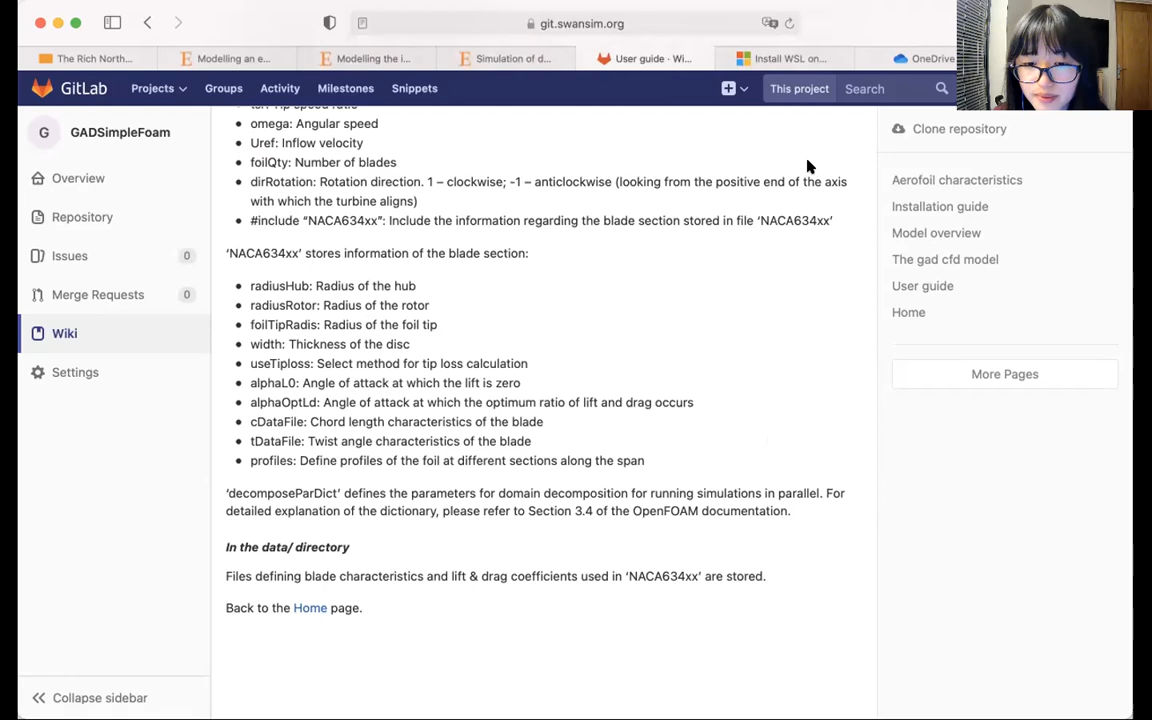 git.swansim.org
The Rich North...
Modelling an e...
Modelling the i...
Simulation of d...
User guide · Wi...
Install WSL on...
OneDrive
GitLab
Projects
Groups
Activity
Milestones
Snippets
This project
Search
G
GADSimpleFoam
Overview
Repository
Issues
0
Merge Requests
0
Wiki
Settings
Collapse sidebar
omega: Angular speed
Uref: Inflow velocity
foilQty: Number of blades
dirRotation: Rotation direction. 1 – clockwise; -1 – anticlockwise (looking from the positive end of the axis
with which the turbine aligns)
#include “NACA634xx”: Include the information regarding the blade section stored in file ‘NACA634xx’
‘NACA634xx’ stores information of the blade section:
radiusHub: Radius of the hub
radiusRotor: Radius of the rotor
foilTipRadis: Radius of the foil tip
width: Thickness of the disc
useTiploss: Select method for tip loss calculation
alphaL0: Angle of attack at which the lift is zero
alphaOptLd: Angle of attack at which the optimum ratio of lift and drag occurs
cDataFile: Chord length characteristics of the blade
tDataFile: Twist angle characteristics of the blade
profiles: Define profiles of the foil at different sections along the span
‘decomposeParDict’ defines the parameters for domain decomposition for running simulations in parallel. For
detailed explanation of the dictionary, please refer to Section 3.4 of the OpenFOAM documentation.
In the data/ directory
Files defining blade characteristics and lift & drag coefficients used in ‘NACA634xx’ are stored.
Back to the Home page.
Clone repository
Aerofoil characteristics
Installation guide
Model overview
The gad cfd model
User guide
Home
More Pages